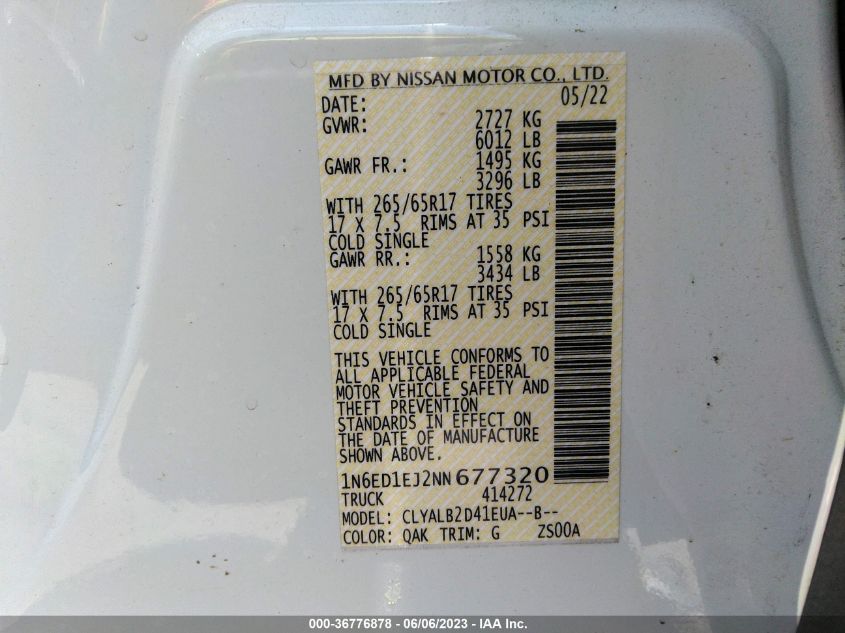 MFD BY NISSAN MOTOR CO., LTD.
DATE: 05/22
GVWR: 2727 KG
6012 LB
GAWR FR.: 1495 KG
3296 LB
WITH 265/65R17 TIRES
17 X 7.5 RIMS AT 35 PSI
COLD SINGLE
GAWR RR.: 1558 KG
3434 LB
WITH 265/65R17 TIRES
17 X 7.5 RIMS AT 35 PSI
COLD SINGLE
THIS VEHICLE CONFORMS TO
ALL APPLICABLE FEDERAL
MOTOR VEHICLE SAFETY AND
THEFT PREVENTION
STANDARDS IN EFFECT ON
THE DATE OF MANUFACTURE
SHOWN ABOVE.
1N6ED1EJ2NN677320
TRUCK 414272
MODEL: CLYALB2D41EUA--B--
COLOR: QAK TRIM: G ZS00A
000-36776878 - 06/06/2023 - IAA Inc.